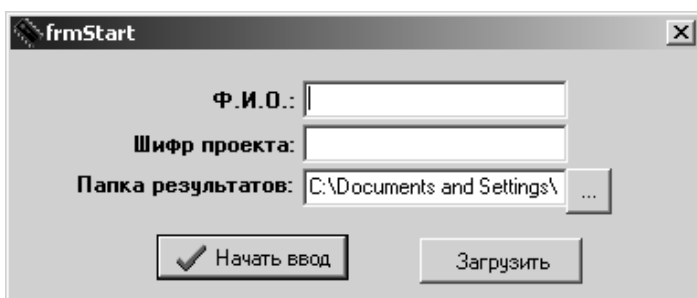 frmStart
Ф.И.О.:
Шифр проекта:
Папка результатов: C:\Documents and Settings\ ...
Начать ввод Загрузить